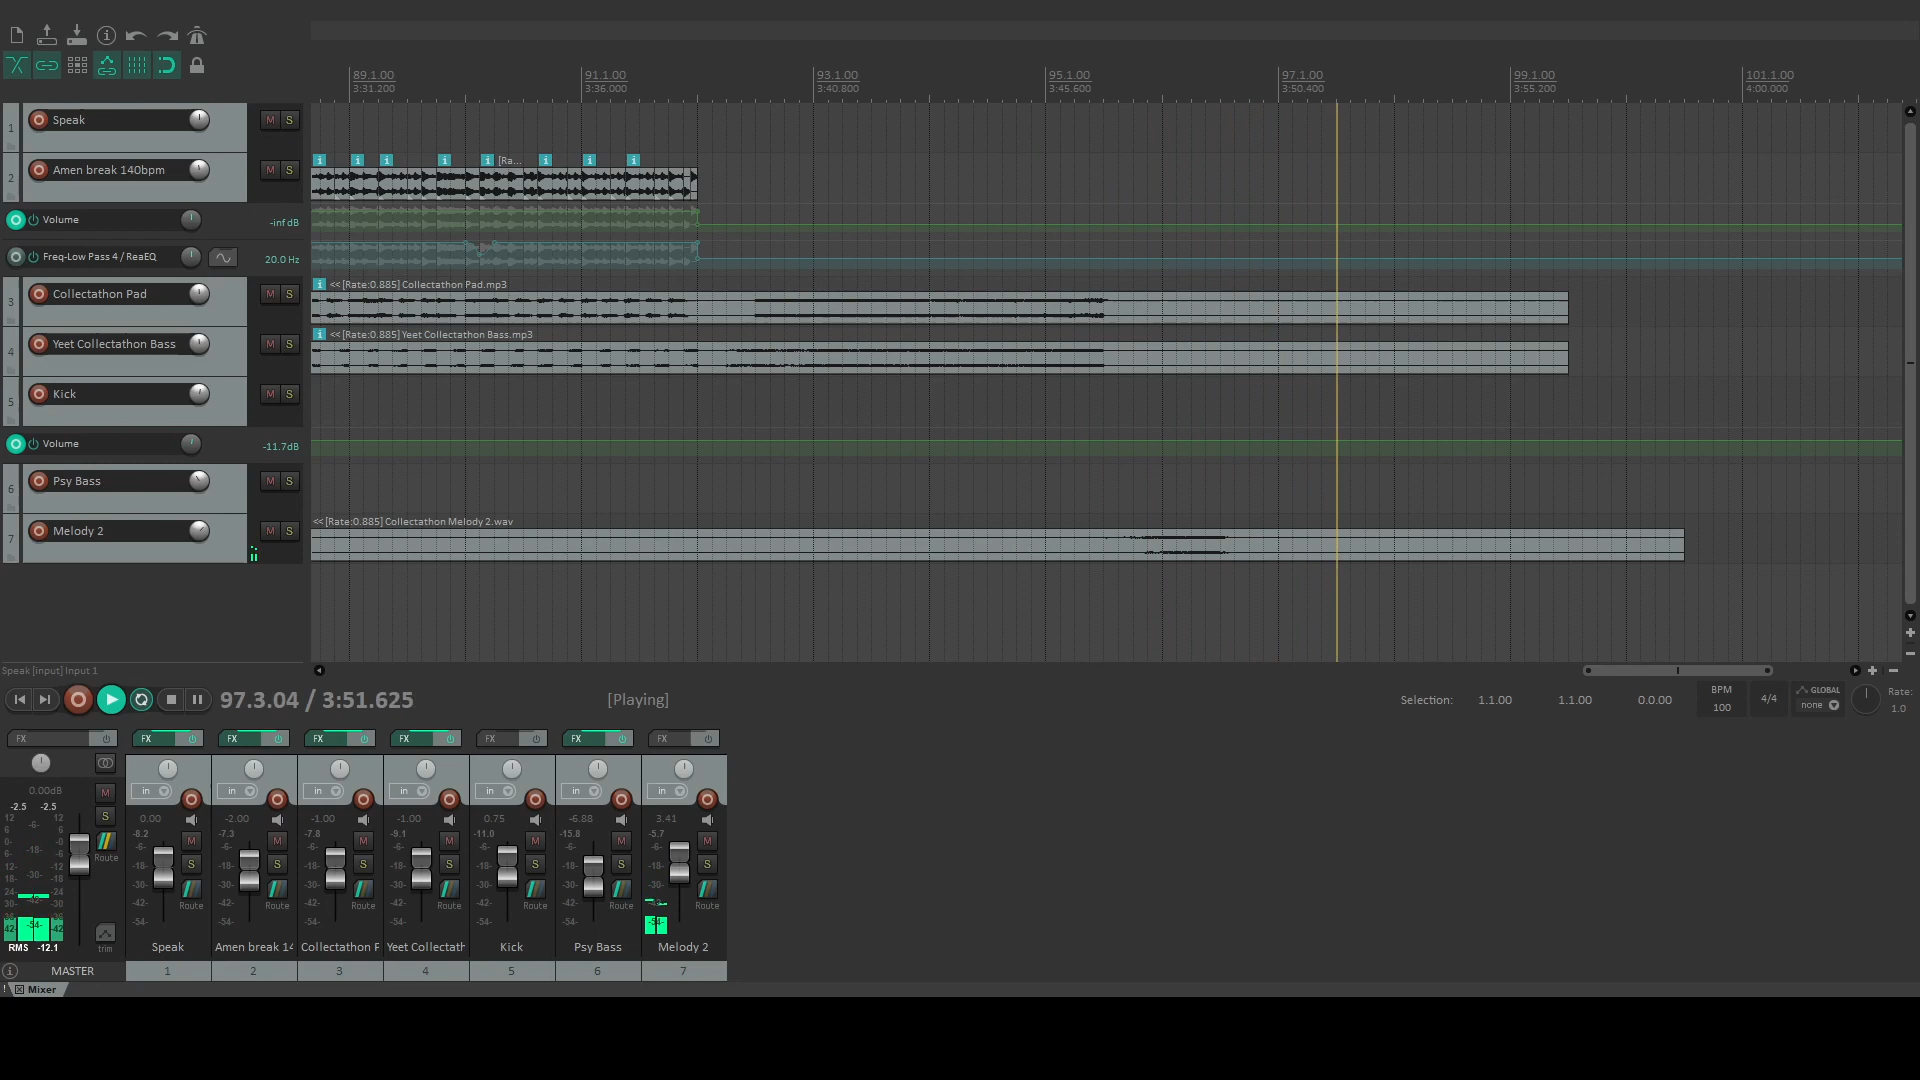 89.1.00 91.1.00 93.1.00 95.1.00 97.1.00 99.1.00 101.1.00
3:31.200 3:36.000 3:40.800 3:45.600 3:50.400 3:55.200 4:00.000
1 Speak M S
2 Amen break 140bpm M S
[Ra...
Volume -inf dB
Freq-Low Pass 4 / ReaEQ 20.0 Hz
3 Collectathon Pad M S
<< [Rate:0.885] Collectathon Pad.mp3
4 Yeet Collectathon Bass M S
<< [Rate:0.885] Yeet Collectathon Bass.mp3
5 Kick M S
Volume -11.7dB
6 Psy Bass M S
7 Melody 2 M S
<< [Rate:0.885] Collectathon Melody 2.wav
Speak [input] Input 1
97.3.04 / 3:51.625 [Playing] Selection: 1.1.00 1.1.00 0.0.00 BPM 100 4/4 GLOBAL none Rate: 1.0
FX FX FX FX FX FX FX FX
in in in in in in in
0.00dB 0.00 -2.00 -1.00 -1.00 0.75 -6.88 3.41
-2.5 -2.5 -8.2 -7.3 -7.8 -9.1 -11.0 -15.8 -5.7
M M M M M M M M
S S S S S S S S
Route Route Route Route Route Route Route Route
RMS -12.1 trim
Speak Amen break 14 Collectathon F Yeet Collectath Kick Psy Bass Melody 2
MASTER 1 2 3 4 5 6 7
! Mixer